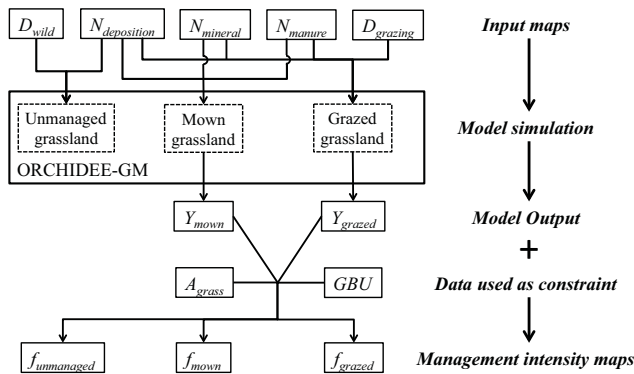 D_wild N_deposition N_mineral N_manure D_grazing Input maps
Unmanaged grassland Mown grassland Grazed grassland Model simulation
ORCHIDEE-GM
Y_mown Y_grazed Model Output
+
A_grass GBU Data used as constraint
f_unmanaged f_mown f_grazed Management intensity maps